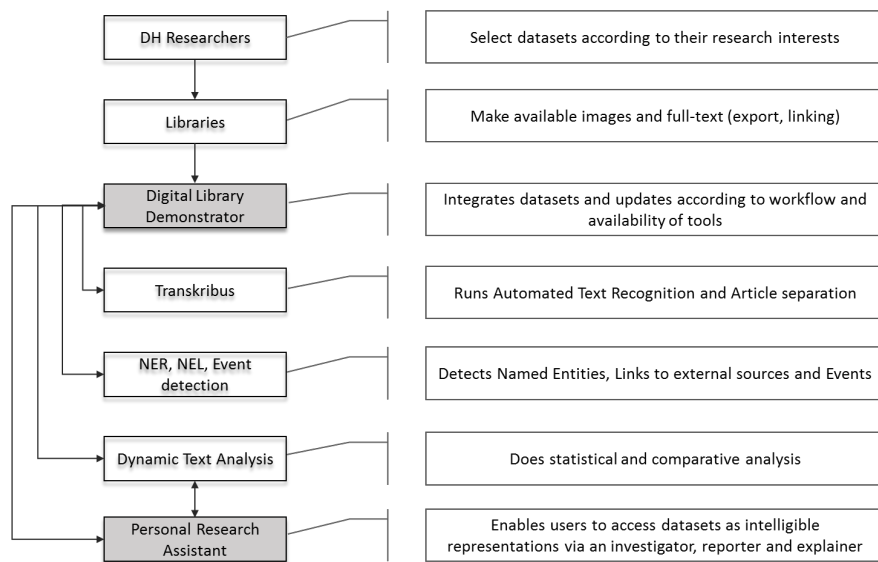 DH Researchers
Select datasets according to their research interests
Libraries
Make available images and full-text (export, linking)
Digital Library
Demonstrator
Integrates datasets and updates according to workflow and
availability of tools
Transkribus
Runs Automated Text Recognition and Article separation
NER, NEL, Event
detection
Detects Named Entities, Links to external sources and Events
Dynamic Text Analysis
Does statistical and comparative analysis
Personal Research
Assistant
Enables users to access datasets as intelligible
representations via an investigator, reporter and explainer